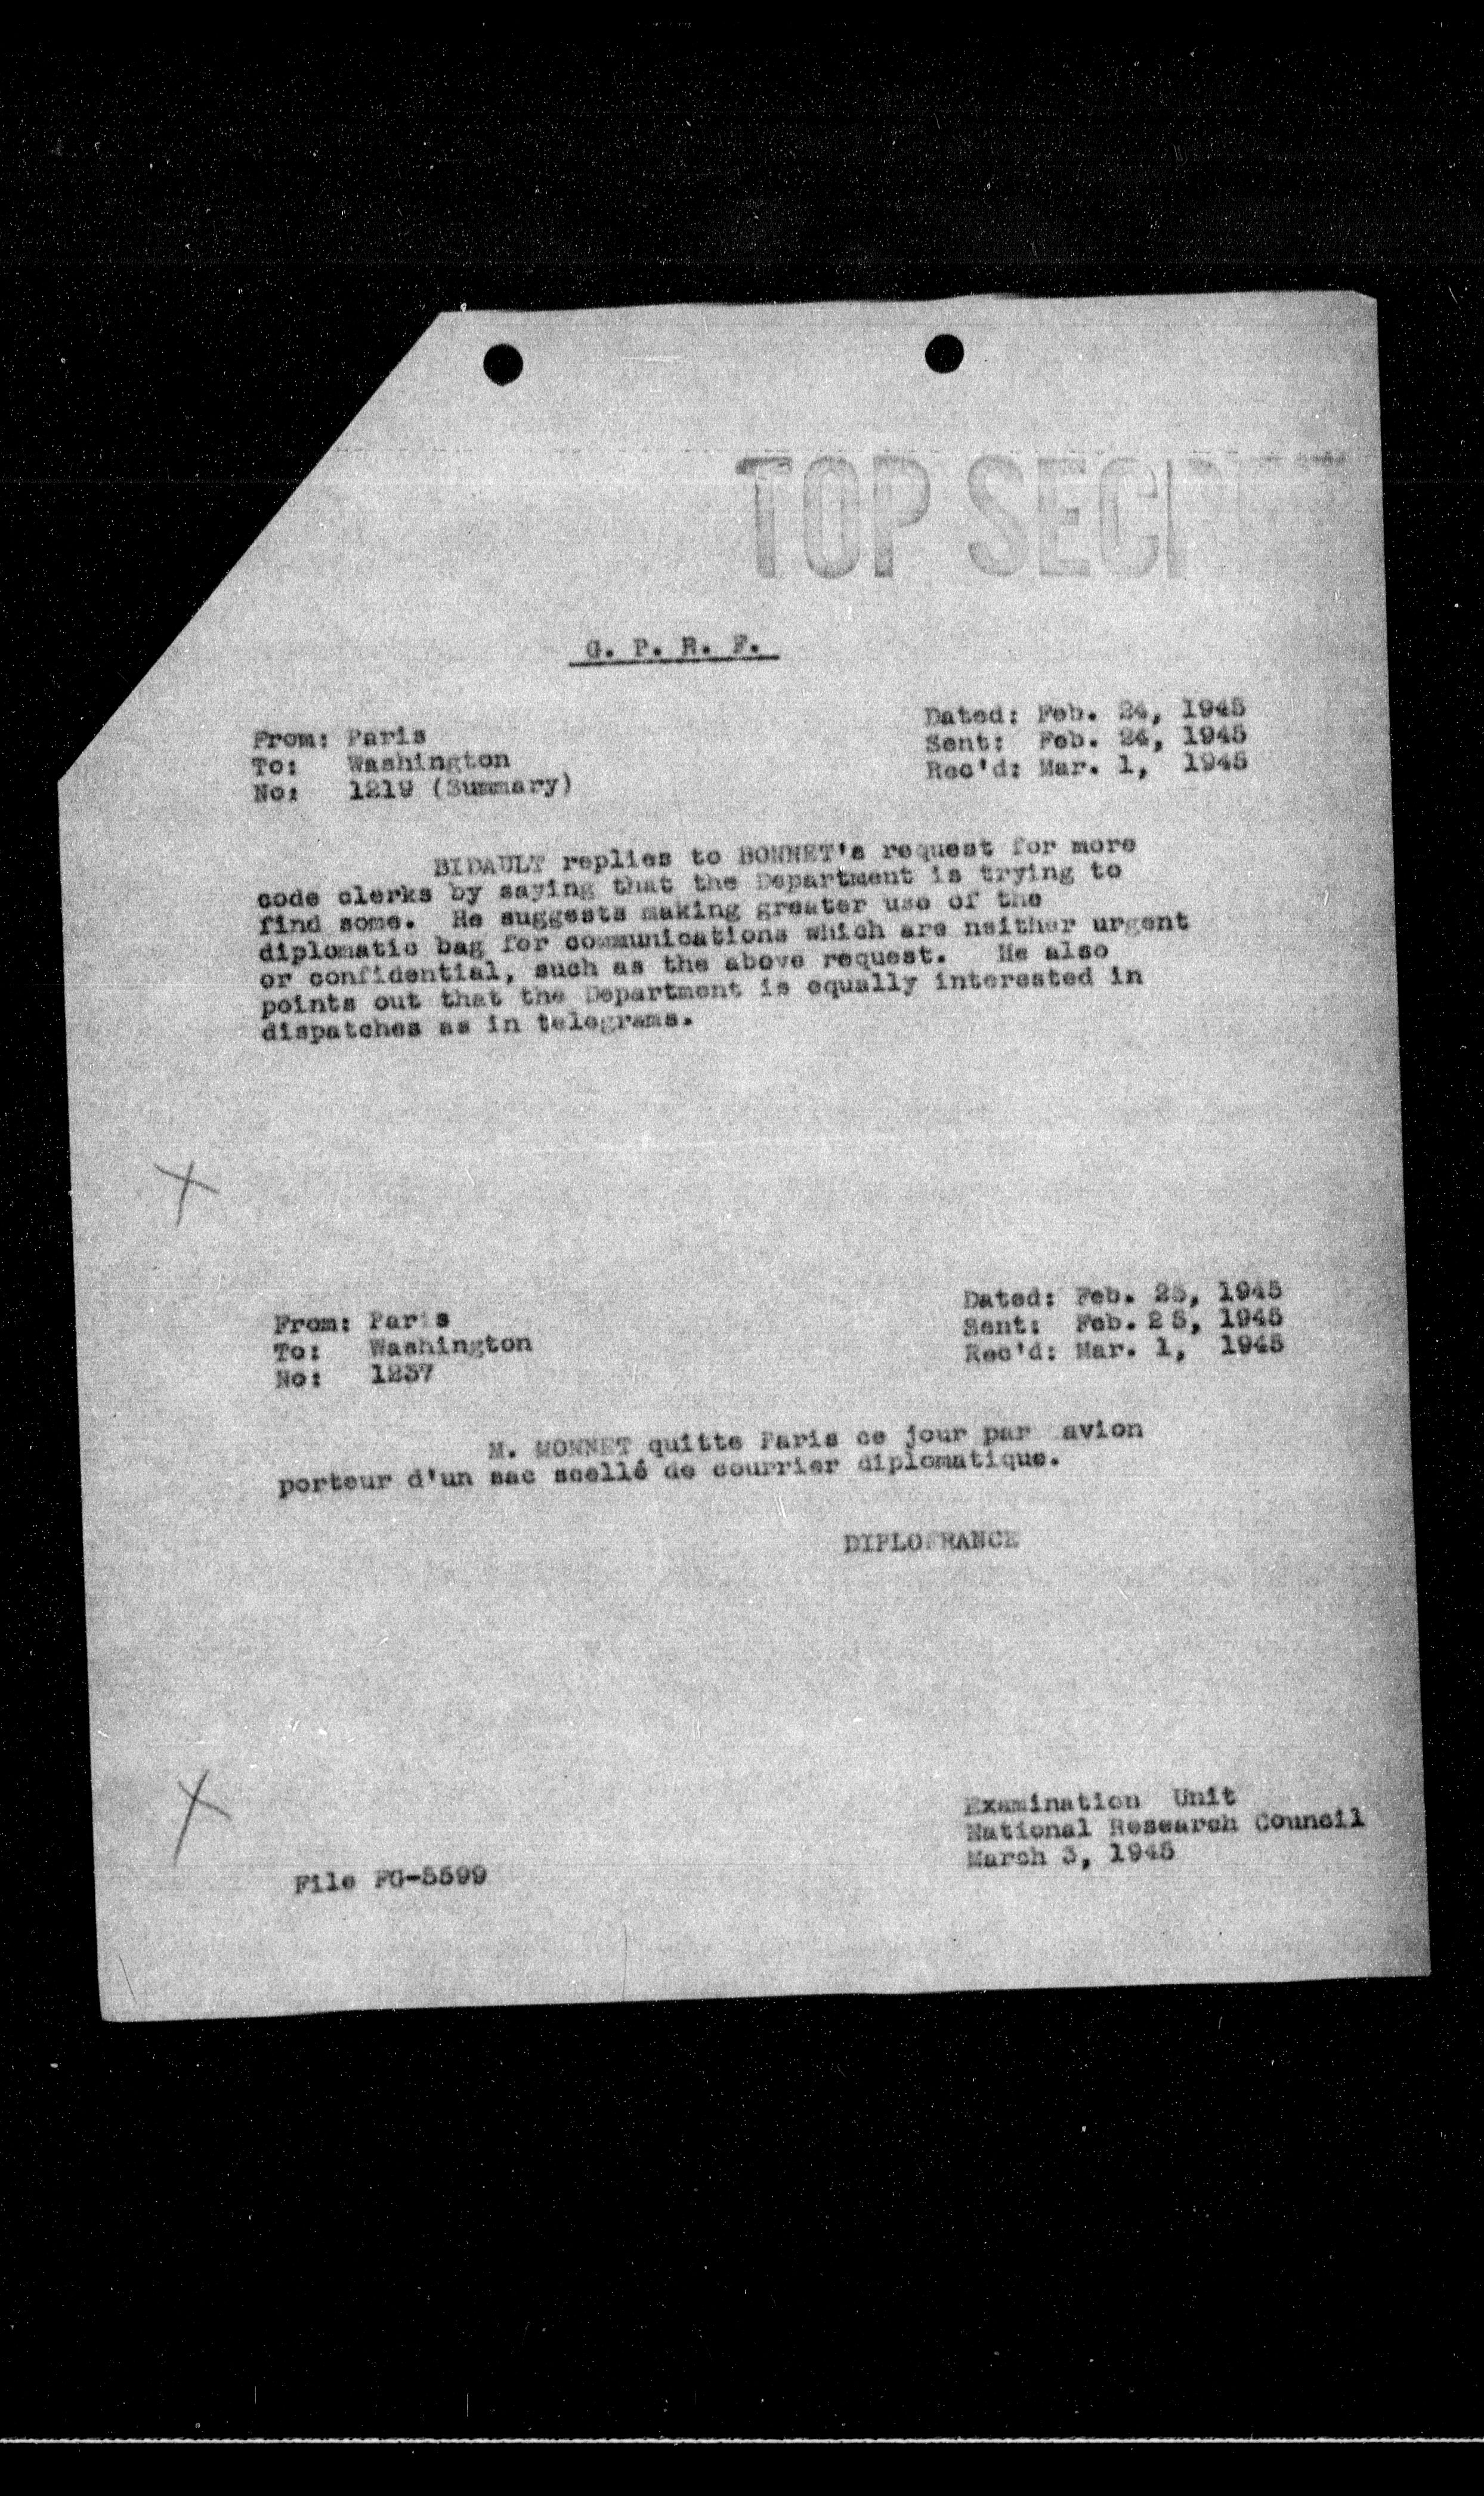 TOP SECRET
G. P. R. F.
From: Paris
To: Washington
No: 1219 (Summary)
Dated: Feb. 24, 1945
Sent: Feb. 24, 1945
Rec'd: Mar. 1, 1945
BIDAULT replies to BONNET's request for more
code clerks by saying that the Department is trying to
find some. He suggests making greater use of the
diplomatic bag for communications which are neither urgent
or confidential, such as the above request. He also
points out that the Department is equally interested in
dispatches as in telegrams.
From: Paris
To: Washington
No: 1237
Dated: Feb. 25, 1945
Sent: Feb. 25, 1945
Rec'd: Mar. 1, 1945
M. MONNET quitte Paris ce jour par avion
porteur d'un sac scellé de courrier diplomatique.
DIPLOFRANCE
Examination Unit
National Research Council
March 3, 1945
File FG-5599